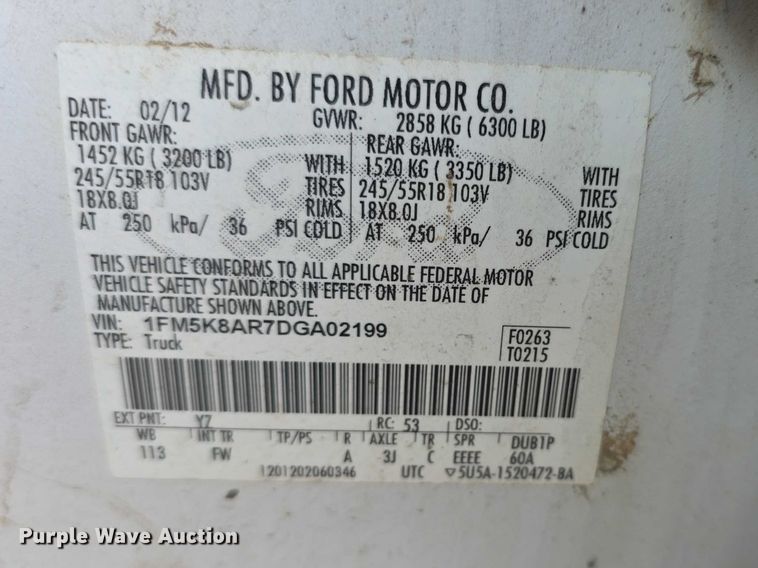 MFD. BY FORD MOTOR CO.
DATE: 02/12 GVWR: 2858 KG ( 6300 LB)
FRONT GAWR: REAR GAWR:
1452 KG ( 3200 LB) WITH 1520 KG ( 3350 LB) WITH
245/55R18 103V TIRES 245/55R18 103V TIRES
18X8.0J RIMS 18X8.0J RIMS
AT 250 kPa/ 36 PSI COLD AT 250 kPa/ 36 PSI COLD
THIS VEHICLE CONFORMS TO ALL APPLICABLE FEDERAL MOTOR
VEHICLE SAFETY STANDARDS IN EFFECT ON THE DATE OF
MANUFACTURE SHOWN ABOVE.
VIN: 1FM5K8AR7DGA02199 F0263
TYPE: Truck T0215
EXT PNT: Y7 RC: 53 DSO:
WB INT TR TP/PS R AXLE TR SPR DUB1P
113 FW A 3J C EEEE 60A
1201202060346 UTC ▽5U5A-1520472-BA
Purple Wave Auction